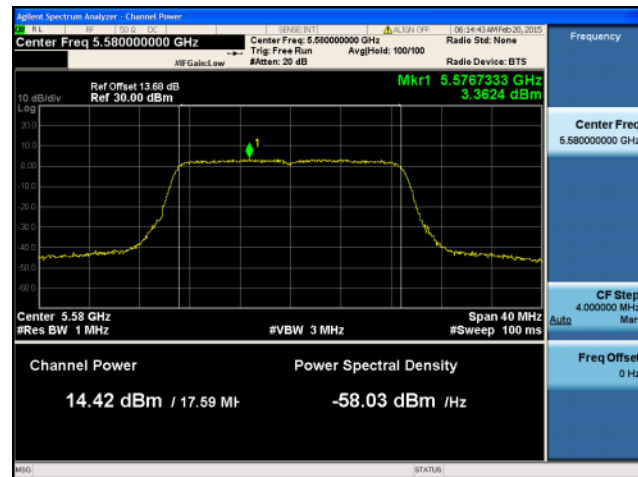 Agilent Spectrum Analyzer - Channel Power
RL RF 50 Ω DC SENSE:INT ALIGN OFF 06:14:43 AM Feb 20, 2015
Center Freq 5.580000000 GHz
Center Freq: 5.580000000 GHz
Radio Std: None
Trig: Free Run Avg|Hold: 100/100
#IFGain:Low #Atten: 20 dB Radio Device: BTS
Frequency
Ref Offset 13.68 dB
Mkr1 5.5767333 GHz
10 dB/div Ref 30.00 dBm 3.3624 dBm
Log
20.0
10.0
0.00
-10.0
-20.0
-30.0
-40.0
-50.0
-60.0
1
Center 5.58 GHz Span 40 MHz
#Res BW 1 MHz #VBW 3 MHz #Sweep 100 ms
Channel Power Power Spectral Density
14.42 dBm / 17.59 MH -58.03 dBm /Hz
Center Freq
5.580000000 GHz
CF Step
4.000000 MHz
Auto Man
Freq Offset
0 Hz
MSG STATUS